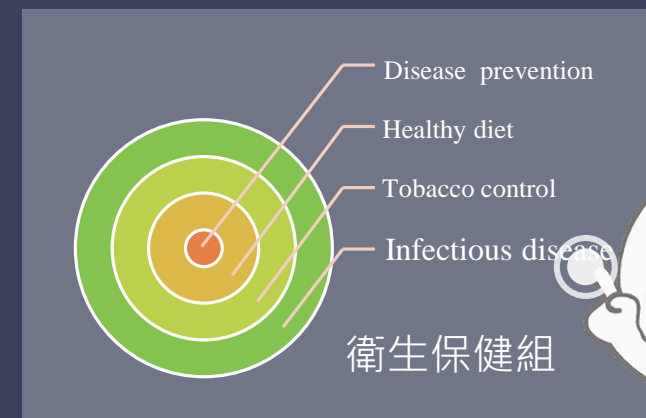 Disease prevention
Healthy diet
Tobacco control
Infectious disease
衛生保健組